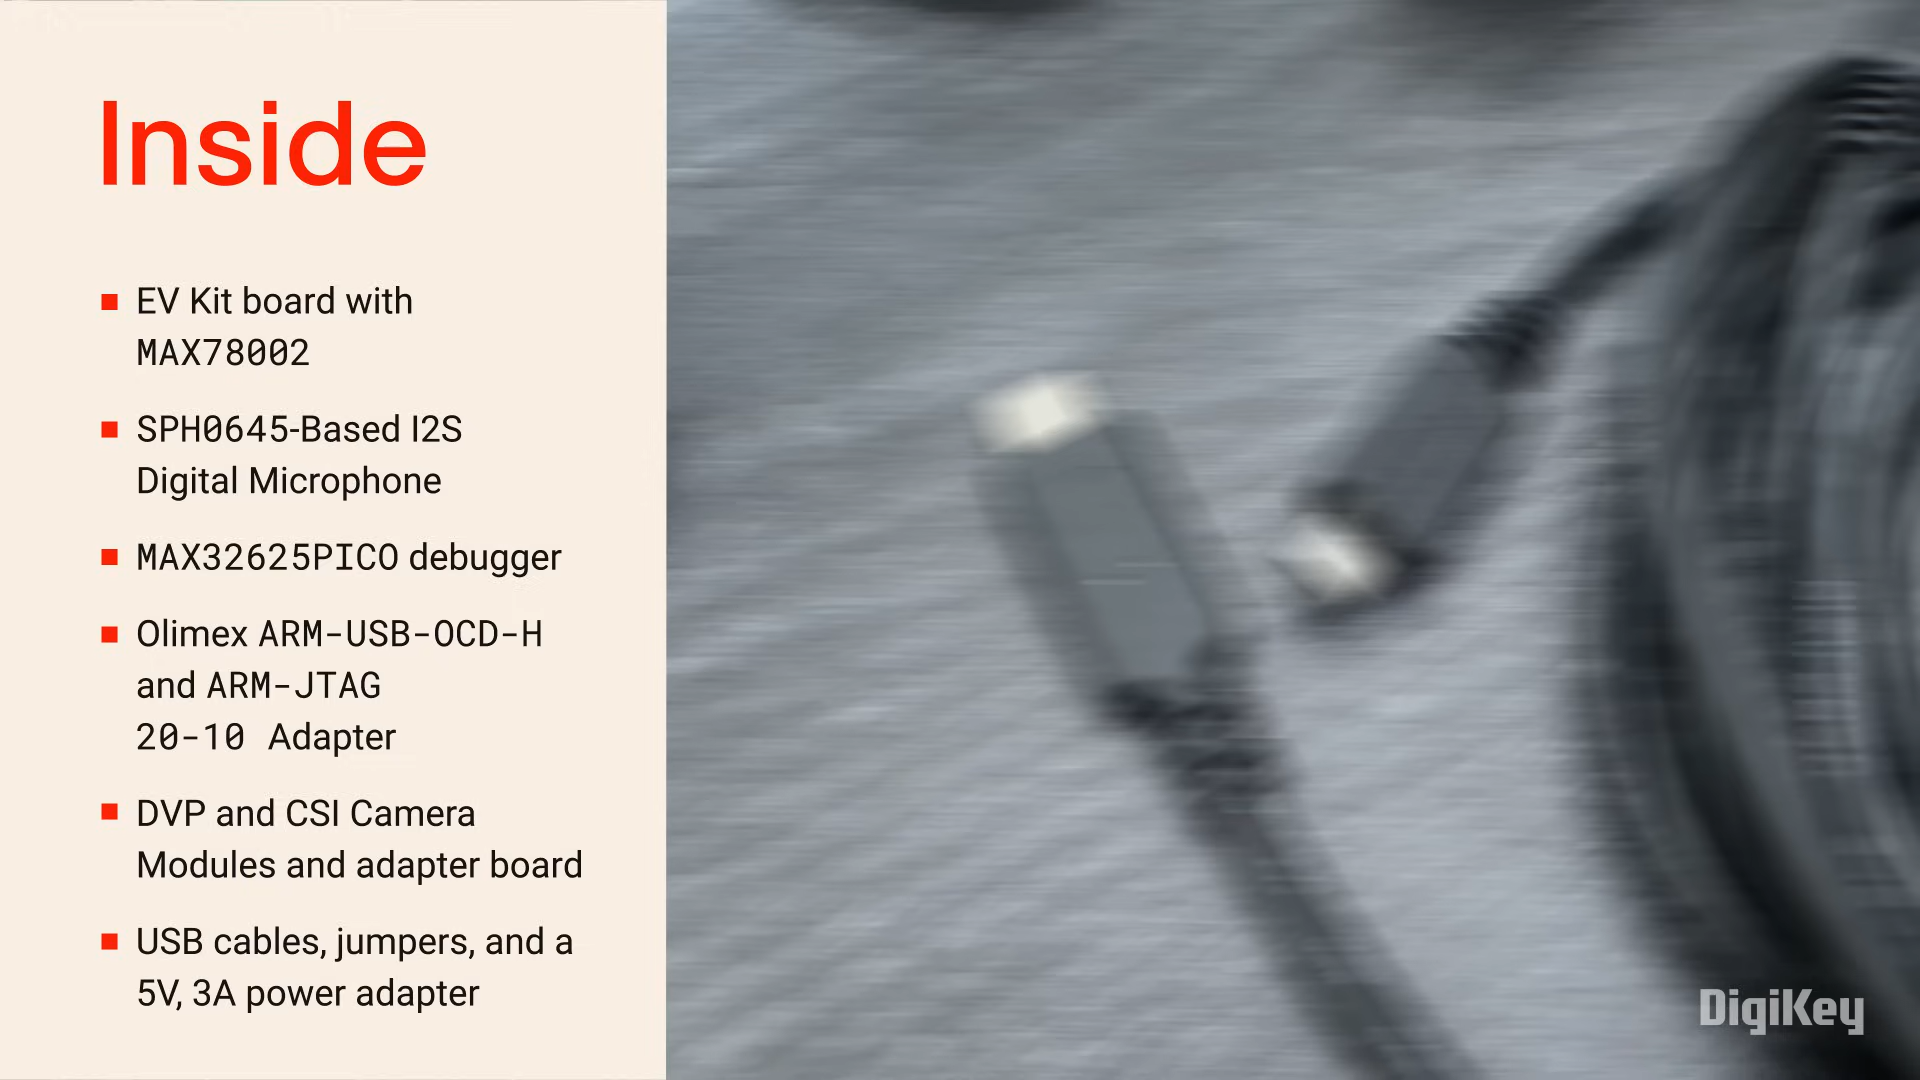 Inside
EV Kit board with
MAX78002
SPH0645-Based I2S
Digital Microphone
MAX32625PICO debugger
Olimex ARM-USB-OCD-H
and ARM-JTAG
20-10 Adapter
DVP and CSI Camera
Modules and adapter board
USB cables, jumpers, and a
5V, 3A power adapter
DigiKey